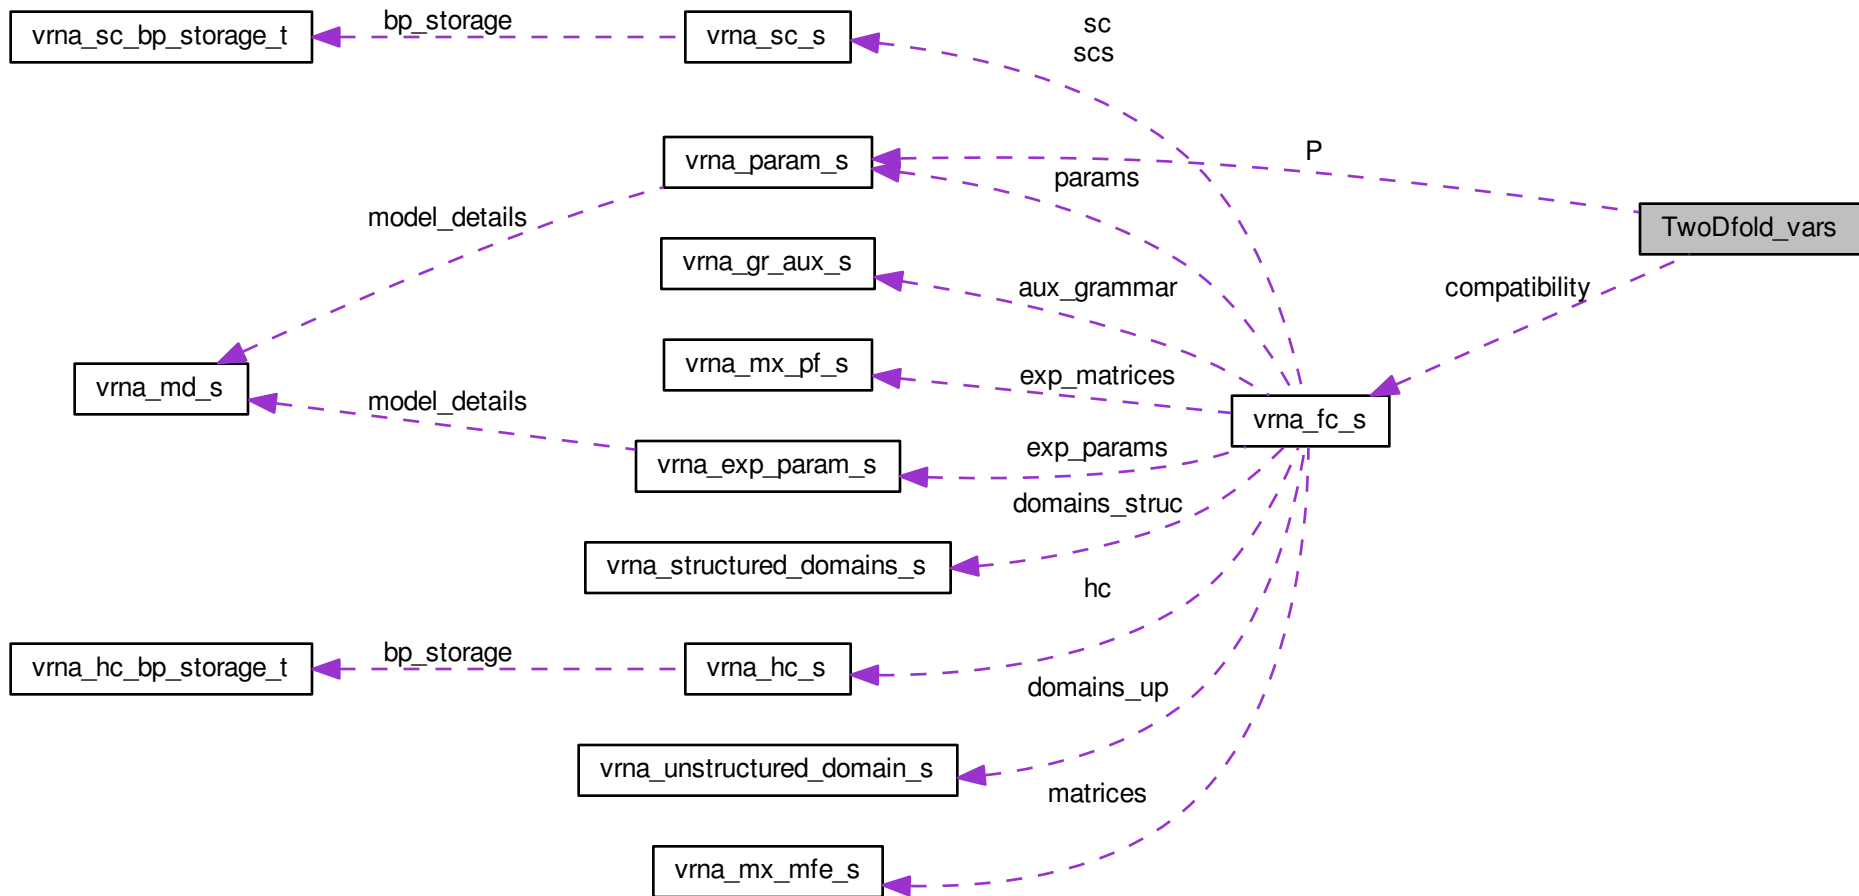 vrna_sc_bp_storage_t
bp_storage
vrna_sc_s
sc
scs
vrna_param_s
P
params
model_details
TwoDfold_vars
vrna_gr_aux_s
aux_grammar
compatibility
vrna_mx_pf_s
exp_matrices
vrna_md_s
model_details
vrna_fc_s
exp_params
vrna_exp_param_s
domains_struc
vrna_structured_domains_s
hc
vrna_hc_bp_storage_t
bp_storage
vrna_hc_s
domains_up
vrna_unstructured_domain_s
matrices
vrna_mx_mfe_s